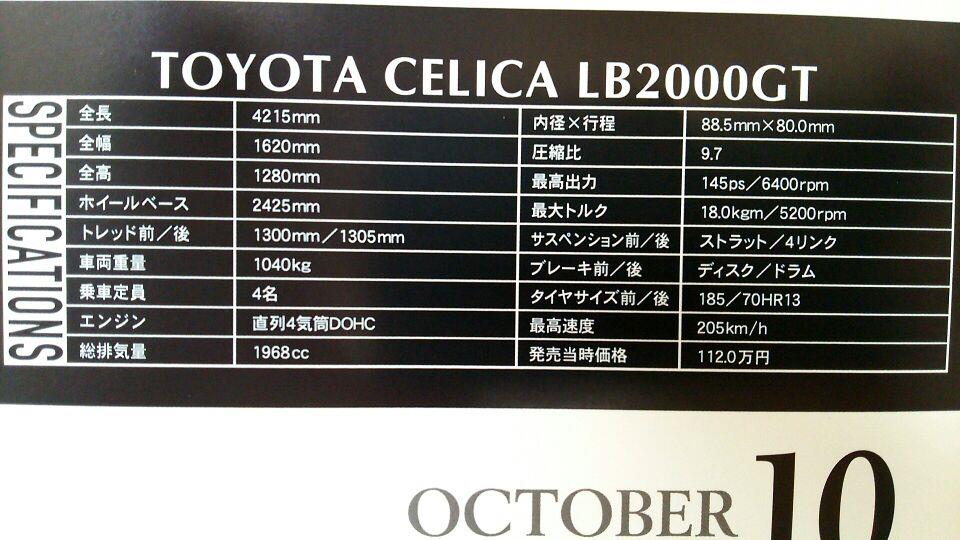 TOYOTA CELICA LB2000GT
SPECIFICATIONS
全長 4215mm
全幅 1620mm
全高 1280mm
ホイールベース 2425mm
トレッド前／後 1300mm／1305mm
車両重量 1040kg
乗車定員 4名
エンジン 直列4気筒DOHC
総排気量 1968cc
内径×行程 88.5mm×80.0mm
圧縮比 9.7
最高出力 145ps／6400rpm
最大トルク 18.0kgm／5200rpm
サスペンション前／後 ストラット／4リンク
ブレーキ前／後 ディスク／ドラム
タイヤサイズ前／後 185／70HR13
最高速度 205km/h
発売当時価格 112.0万円
OCTOBER 10